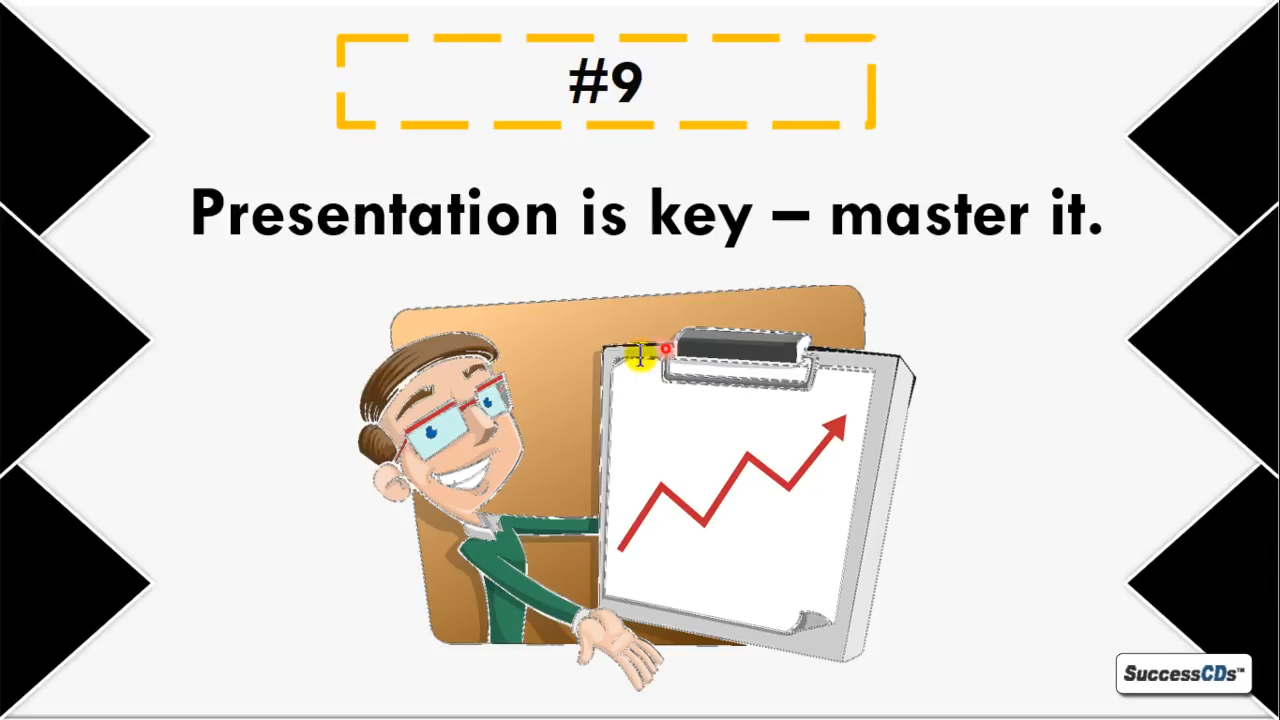 #9
Presentation is key – master it.
SuccessCDs™